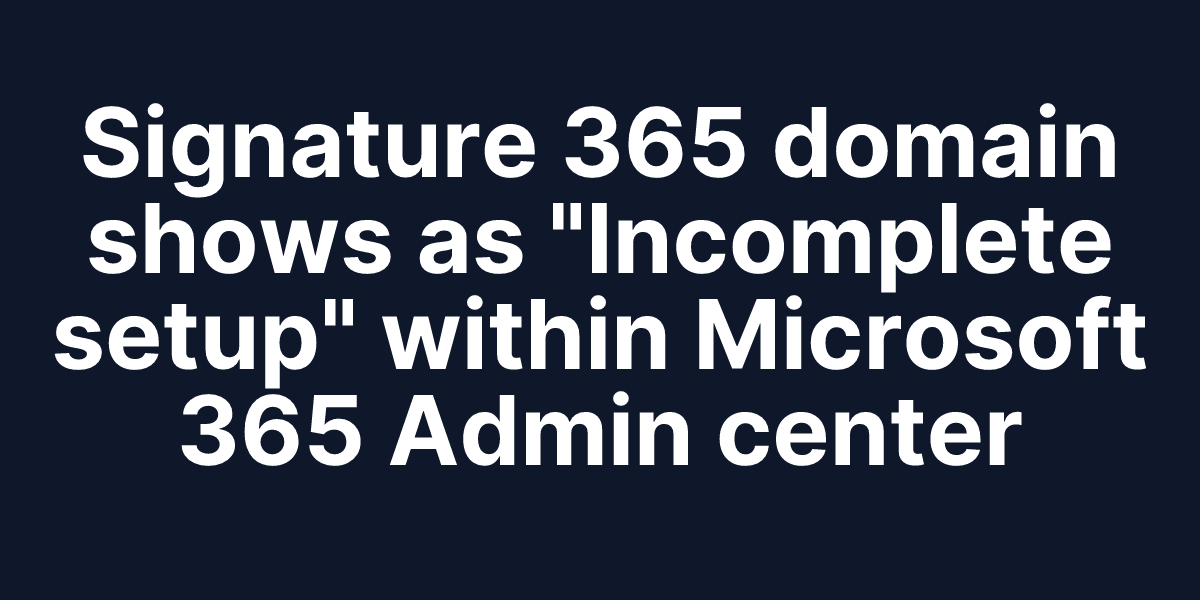 Signature 365 domain
shows as "Incomplete
setup" within Microsoft
365 Admin center